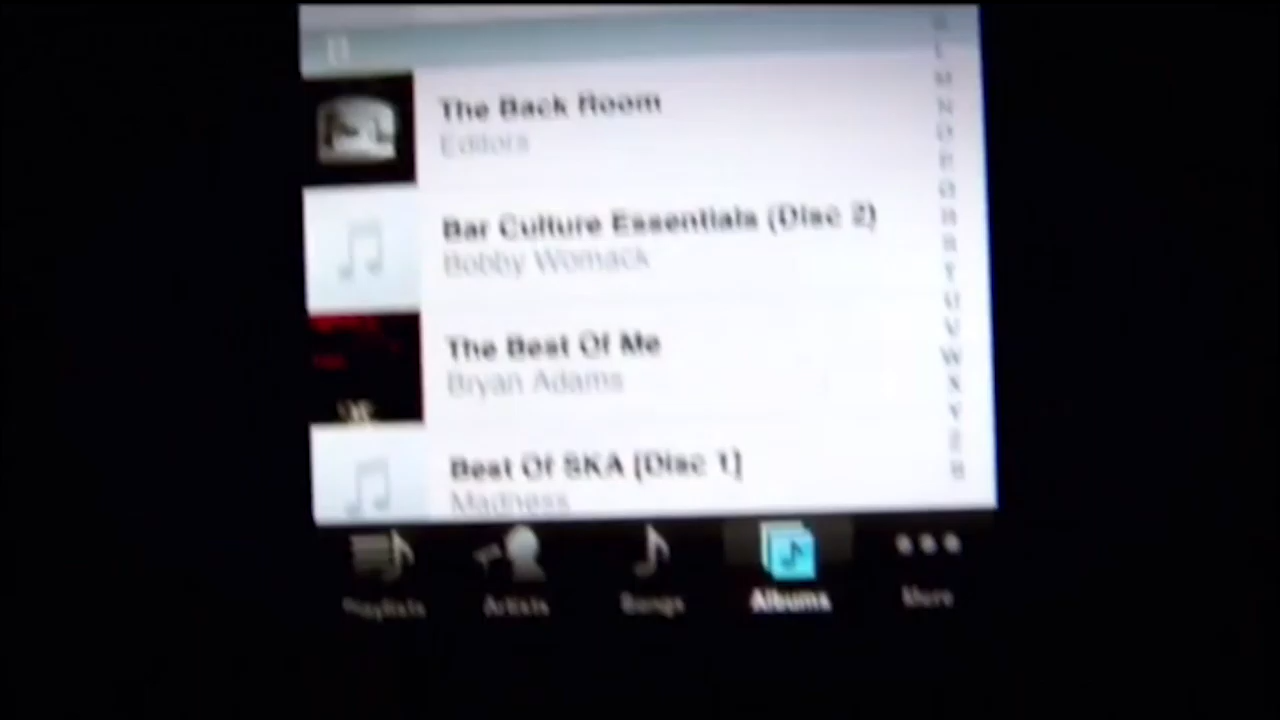 The Back Room
Editors
Bar Culture Essentials (Disc 2)
Bobby Womack
The Best Of Me
Bryan Adams
Best Of SKA [Disc 1]
Madness
Playlists
Artists
Songs
Albums
More